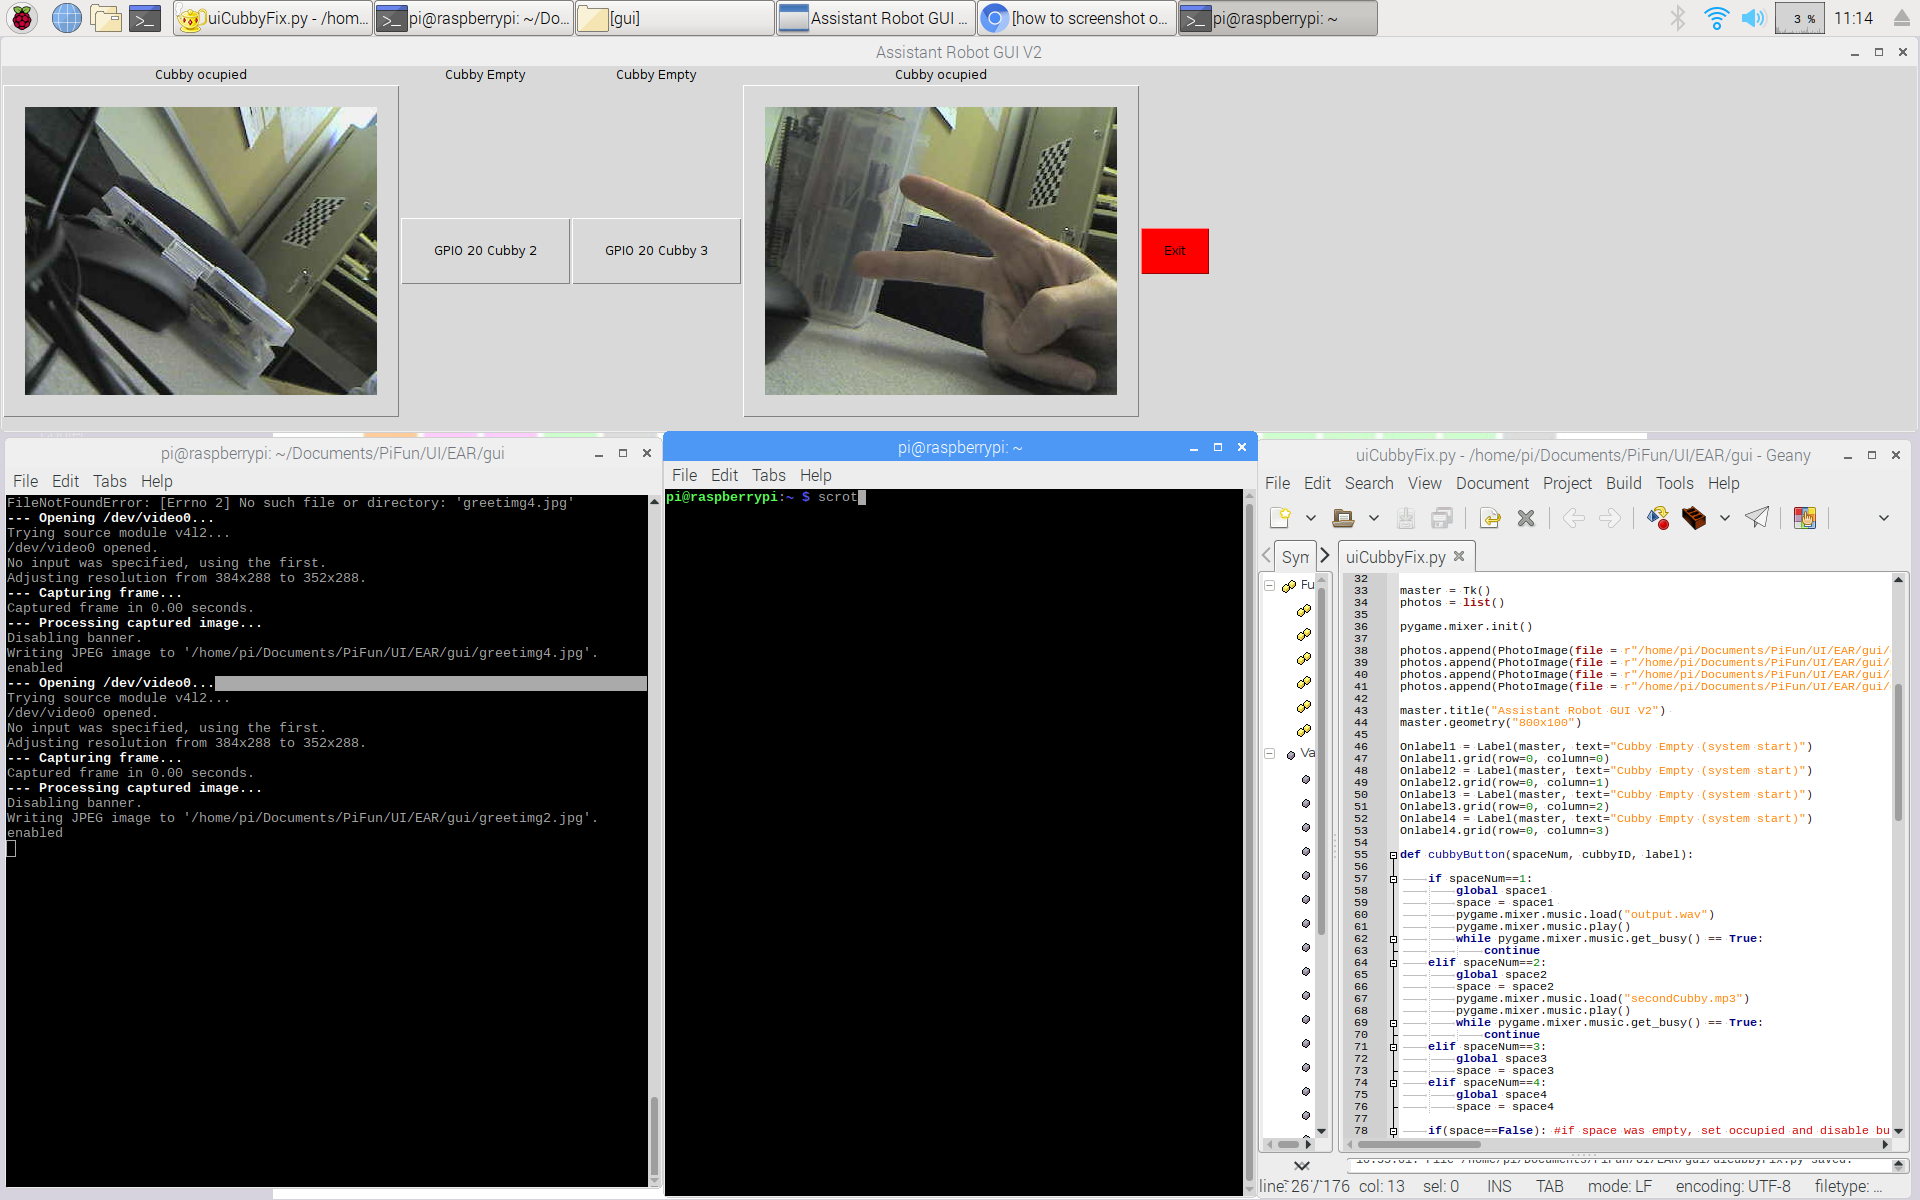 uiCubbyFix.py - /hom...
pi@raspberrypi: ~/Do...
[gui]
Assistant Robot GUI ...
[how to screenshot o...
pi@raspberrypi: ~
3 %
11:14
Assistant Robot GUI V2
Cubby ocupied
Cubby Empty
Cubby Empty
Cubby ocupied
GPIO 20 Cubby 2
GPIO 20 Cubby 3
Exit
pi@raspberrypi: ~/Documents/PiFun/UI/EAR/gui
File Edit Tabs Help
FileNotFoundError: [Errno 2] No such file or directory: 'greetimg4.jpg'
--- Opening /dev/video0...
Trying source module v4l2...
/dev/video0 opened.
No input was specified, using the first.
Adjusting resolution from 384x288 to 352x288.
--- Capturing frame...
Captured frame in 0.00 seconds.
--- Processing captured image...
Disabling banner.
Writing JPEG image to '/home/pi/Documents/PiFun/UI/EAR/gui/greetimg4.jpg'.
enabled
--- Opening /dev/video0...
Trying source module v4l2...
/dev/video0 opened.
No input was specified, using the first.
Adjusting resolution from 384x288 to 352x288.
--- Capturing frame...
Captured frame in 0.00 seconds.
--- Processing captured image...
Disabling banner.
Writing JPEG image to '/home/pi/Documents/PiFun/UI/EAR/gui/greetimg2.jpg'.
enabled
pi@raspberrypi: ~
File Edit Tabs Help
pi@raspberrypi:~ $ scrot
uiCubbyFix.py - /home/pi/Documents/PiFun/UI/EAR/gui - Geany
File Edit Search View Document Project Build Tools Help
Sym
uiCubbyFix.py
Fu
Va
32
33 master = Tk()
34 photos = list()
35
36 pygame.mixer.init()
37
38 photos.append(PhotoImage(file = r"/home/pi/Documents/PiFun/UI/EAR/gui/
39 photos.append(PhotoImage(file = r"/home/pi/Documents/PiFun/UI/EAR/gui/
40 photos.append(PhotoImage(file = r"/home/pi/Documents/PiFun/UI/EAR/gui/
41 photos.append(PhotoImage(file = r"/home/pi/Documents/PiFun/UI/EAR/gui/
42
43 master.title("Assistant Robot GUI V2")
44 master.geometry("800x100")
45
46 Onlabel1 = Label(master, text="Cubby Empty (system start)")
47 Onlabel1.grid(row=0, column=0)
48 Onlabel2 = Label(master, text="Cubby Empty (system start)")
49 Onlabel2.grid(row=0, column=1)
50 Onlabel3 = Label(master, text="Cubby Empty (system start)")
51 Onlabel3.grid(row=0, column=2)
52 Onlabel4 = Label(master, text="Cubby Empty (system start)")
53 Onlabel4.grid(row=0, column=3)
54
55 def cubbyButton(spaceNum, cubbyID, label):
56
57 if spaceNum==1:
58 global space1
59 space = space1
60 pygame.mixer.music.load("output.wav")
61 pygame.mixer.music.play()
62 while pygame.mixer.music.get_busy() == True:
63 continue
64 elif spaceNum==2:
65 global space2
66 space = space2
67 pygame.mixer.music.load("secondCubby.mp3")
68 pygame.mixer.music.play()
69 while pygame.mixer.music.get_busy() == True:
70 continue
71 elif spaceNum==3:
72 global space3
73 space = space3
74 elif spaceNum==4:
75 global space4
76 space = space4
77
78 if(space==False): #if space was empty, set occupied and disable bu
File /home/pi/Documents/PiFun/UI/EAR/gui/uiCubbyFix.py saved.
line: 26 / 176 col: 13 sel: 0 INS TAB mode: LF encoding: UTF-8 filetype: ...